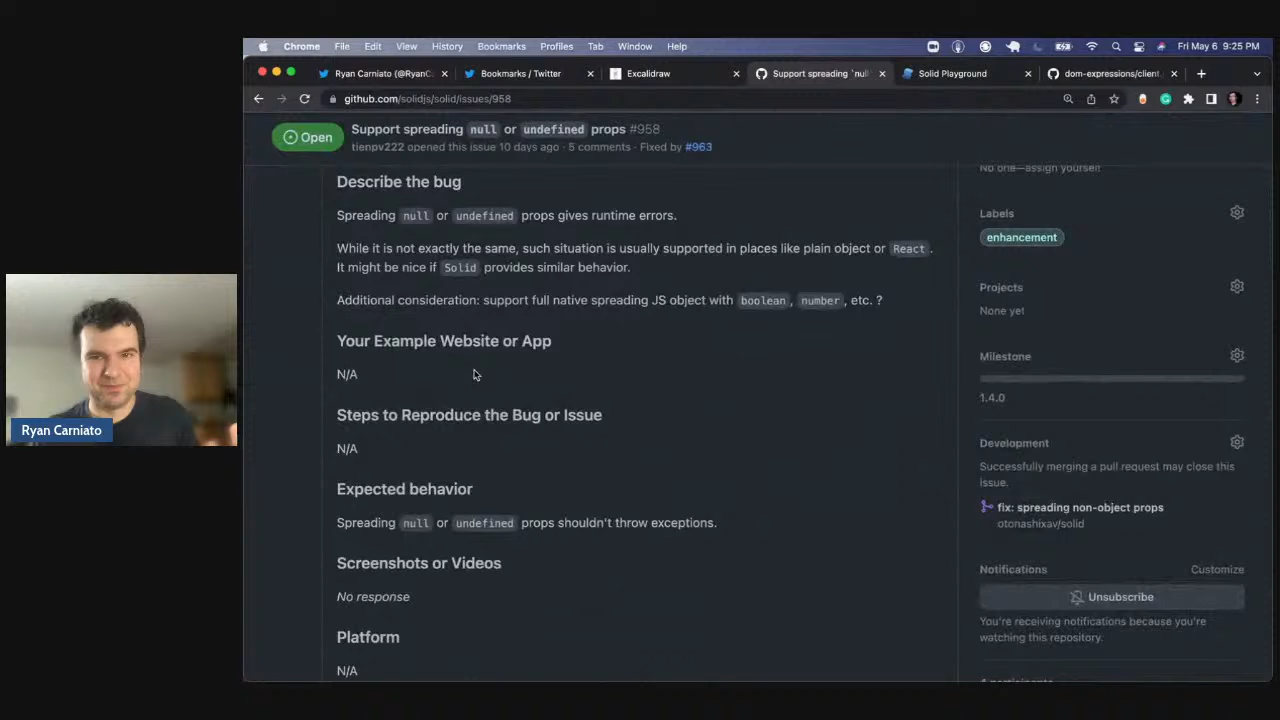 Chrome File Edit View History Bookmarks Profiles Tab Window Help Fri May 6 9:25 PM
Ryan Carniato (@RyanC. Bookmarks / Twitter Excalidraw Support spreading `nul Solid Playground dom-expressions/client.
github.com/solidjs/solid/issues/958
Open
Support spreading null or undefined props #958
tienpv222 opened this issue 10 days ago · 5 comments · Fixed by #963
Describe the bug
Spreading null or undefined props gives runtime errors.
While it is not exactly the same, such situation is usually supported in places like plain object or React.
It might be nice if Solid provides similar behavior.
Additional consideration: support full native spreading JS object with boolean, number, etc. ?
Your Example Website or App
N/A
Steps to Reproduce the Bug or Issue
N/A
Expected behavior
Spreading null or undefined props shouldn't throw exceptions.
Screenshots or Videos
No response
Platform
N/A
No one—assign yourself
Labels
enhancement
Projects
None yet
Milestone
1.4.0
Development
Successfully merging a pull request may close this
issue.
fix: spreading non-object props
otonashixav/solid
Notifications Customize
Unsubscribe
You're receiving notifications because you're
watching this repository.
Ryan Carniato